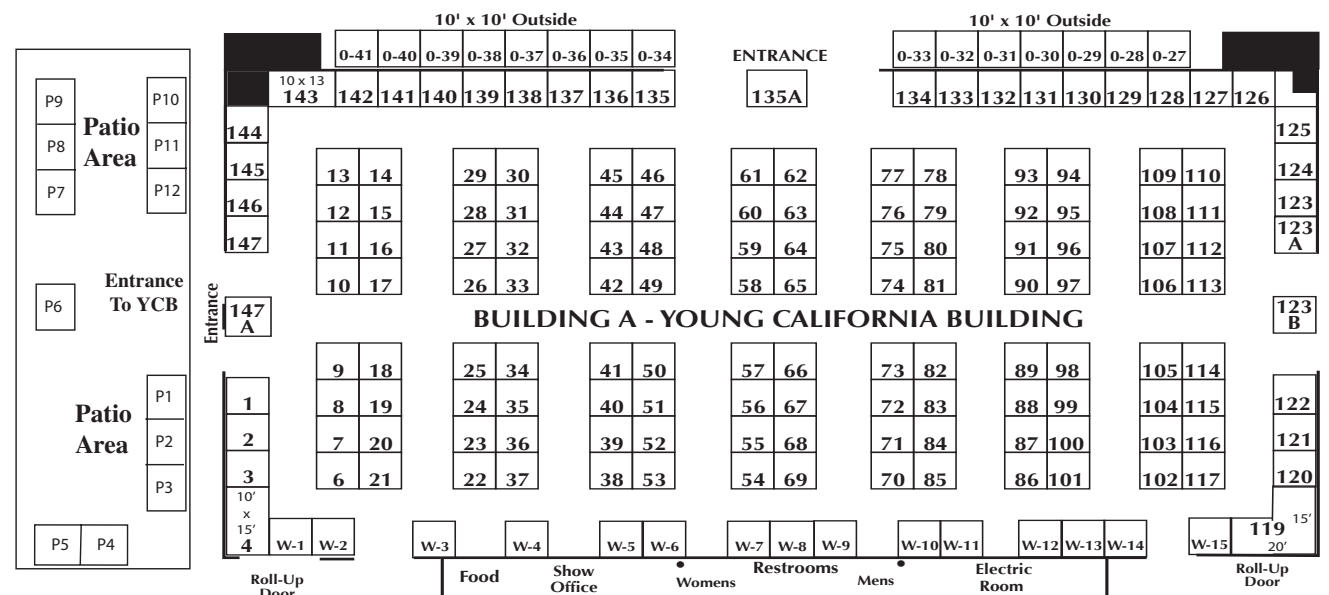 10' x 10' Outside 10' x 10' Outside
0-41 0-40 0-39 0-38 0-37 0-36 0-35 0-34 ENTRANCE 0-33 0-32 0-31 0-30 0-29 0-28 0-27
10 x 13
143 142 141 140 139 138 137 136 135 135A 134 133 132 131 130 129 128 127 126
P9 P10
Patio
Area
P8 P11
P7 P12
144 125
145 13 14 29 30 45 46 61 62 77 78 93 94 109 110 124
146 12 15 28 31 44 47 60 63 76 79 92 95 108 111 123
147 11 16 27 32 43 48 59 64 75 80 91 96 107 112 123
A
10 17 26 33 42 49 58 65 74 81 90 97 106 113
Entrance
To YCB
P6
Entrance
147
A
BUILDING A - YOUNG CALIFORNIA BUILDING
123
B
9 18 25 34 41 50 57 66 73 82 89 98 105 114
P1
Patio
Area
P2
P3
1 8 19 24 35 40 51 56 67 72 83 88 99 104 115 122
2 7 20 23 36 39 52 55 68 71 84 87 100 103 116 121
3 6 21 22 37 38 53 54 69 70 85 86 101 102 117 120
10'
x
15'
4
15'
119
20'
P5 P4
W-1 W-2 W-3 W-4 W-5 W-6 W-7 W-8 W-9 W-10 W-11 W-12 W-13 W-14 W-15
Roll-Up
Door
Food
Show
Office
Womens
Restrooms
Mens
Electric
Room
Roll-Up
Door